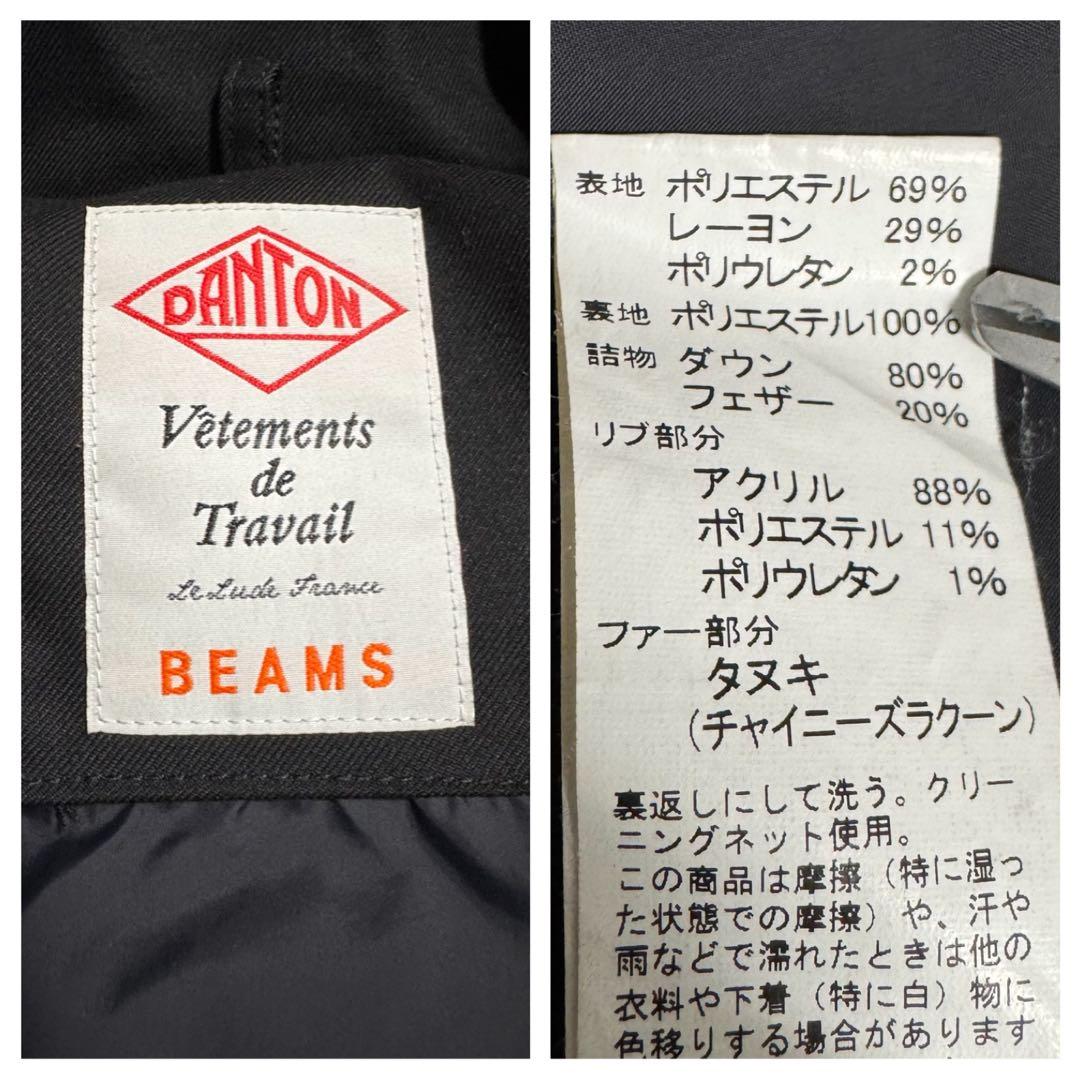 DANTON
Vêtements
de
Travail
Le Lude France
BEAMS
表地 ポリエステル 69%
レーヨン 29%
ポリウレタン 2%
裏地 ポリエステル100%
詰物 ダウン 80%
フェザー 20%
リブ部分
アクリル 88%
ポリエステル 11%
ポリウレタン 1%
ファー部分
タヌキ
(チャイニーズラクーン)
裏返しにして洗う。クリー
ニングネット使用。
この商品は摩擦（特に湿っ
た状態での摩擦）や、汗や
雨などで濡れたときは他の
衣料や下着（特に白）物に
色移りする場合があります